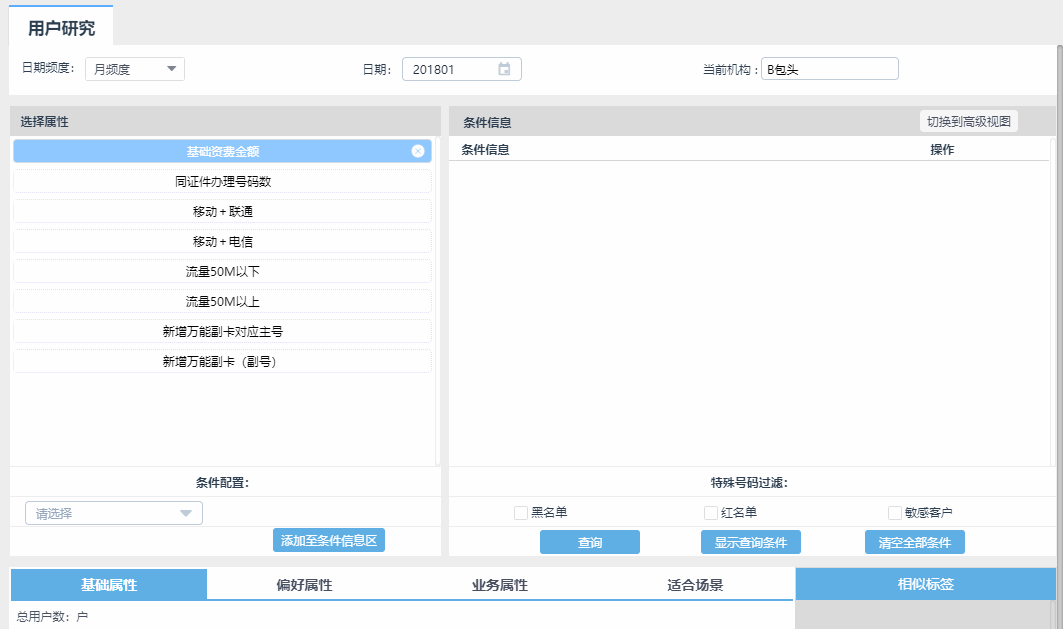 用户研究
日期频度： 月频度 日期： 201801 当前机构： B包头
选择属性
基础资费金额
同证件办理号码数
移动+联通
移动+电信
流量50M以下
流量50M以上
新增万能副卡对应主号
新增万能副卡（副号）
条件配置：
请选择
添加至条件信息区
条件信息 切换到高级视图
条件信息 操作
特殊号码过滤：
黑名单 红名单 敏感客户
查询 显示查询条件 清空全部条件
基础属性 偏好属性 业务属性 适合场景 相似标签
总用户数：户